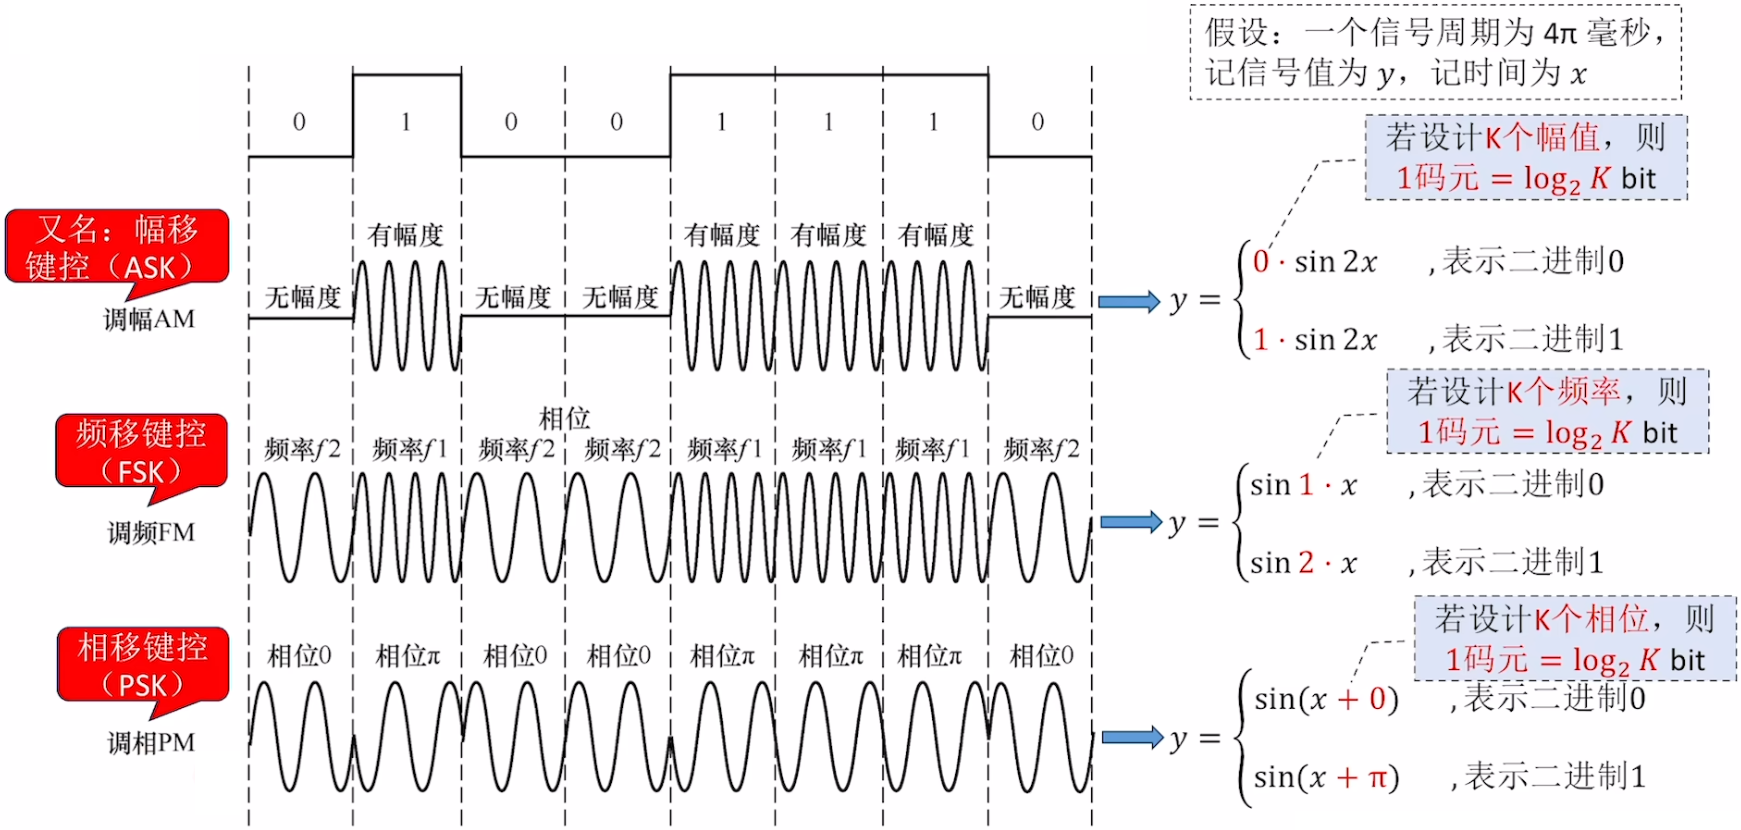 假设：一个信号周期为 4π 毫秒，
记信号值为 y，记时间为 x
0 1 0 0 1 1 1 0
若设计K个幅值，则
1码元 = log₂ K bit
又名：幅移
键控（ASK）
调幅AM
无幅度 有幅度 无幅度 无幅度 有幅度 有幅度 有幅度 无幅度
y =
0 · sin 2x ,表示二进制0
1 · sin 2x ,表示二进制1
若设计K个频率，则
1码元 = log₂ K bit
频移键控
（FSK）
调频FM
相位
频率f2 频率f1 频率f2 频率f2 频率f1 频率f1 频率f1 频率f2
y =
sin 1 · x ,表示二进制0
sin 2 · x ,表示二进制1
若设计K个相位，则
1码元 = log₂ K bit
相移键控
（PSK）
调相PM
相位0 相位π 相位0 相位0 相位π 相位π 相位π 相位0
y =
sin(x + 0) ,表示二进制0
sin(x + π) ,表示二进制1